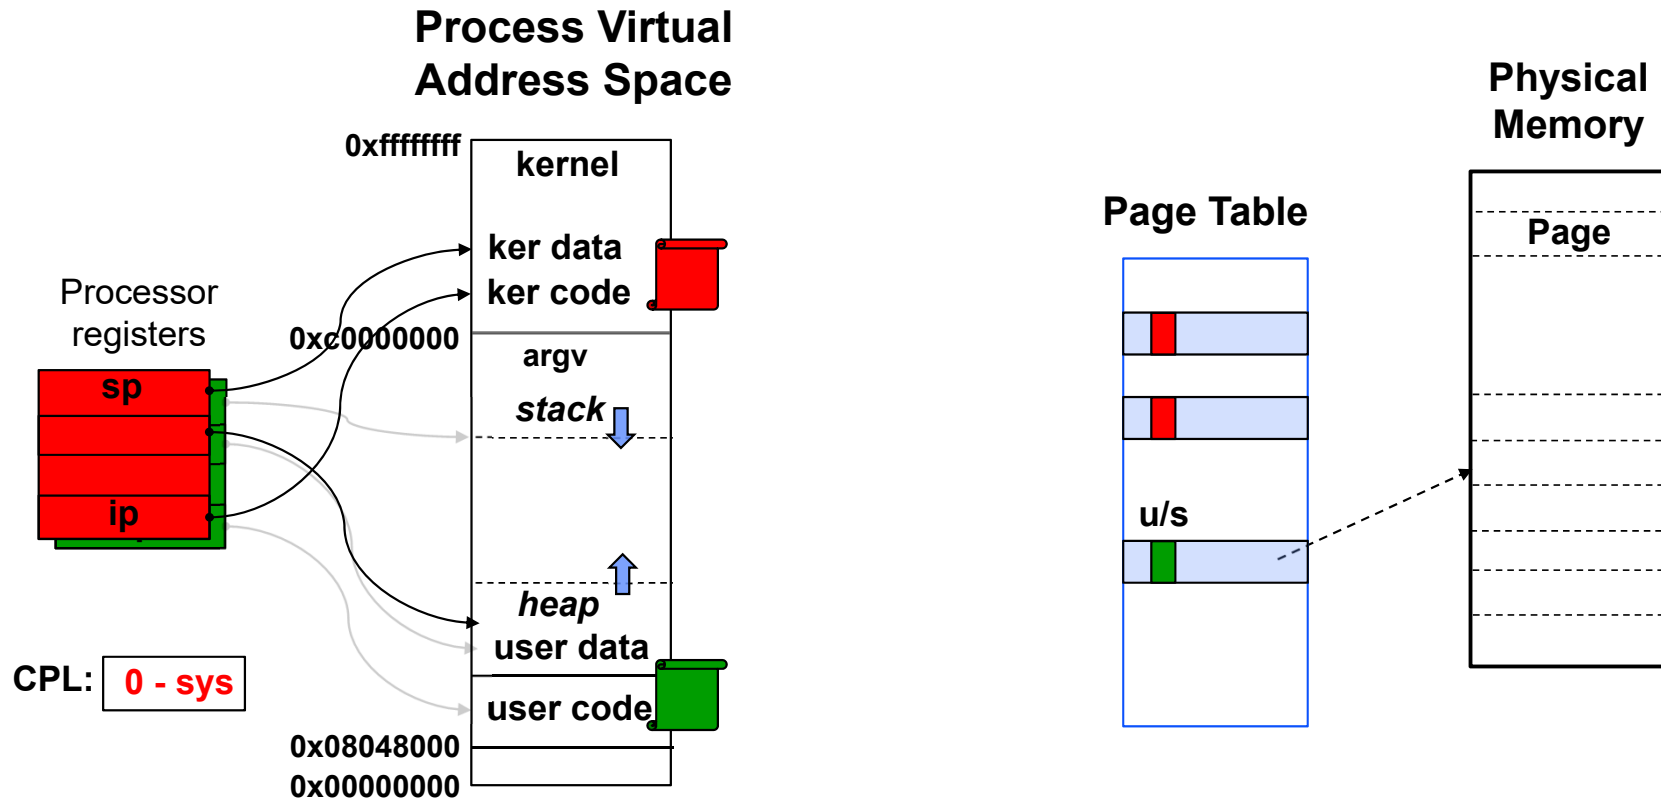 Process Virtual
Address Space
Physical
Memory
0xffffffff
kernel
Page Table
Page
ker data
ker code
Processor
registers
0xc0000000
argv
sp
stack
ip
u/s
heap
user data
CPL:
0 - sys
user code
0x08048000
0x00000000